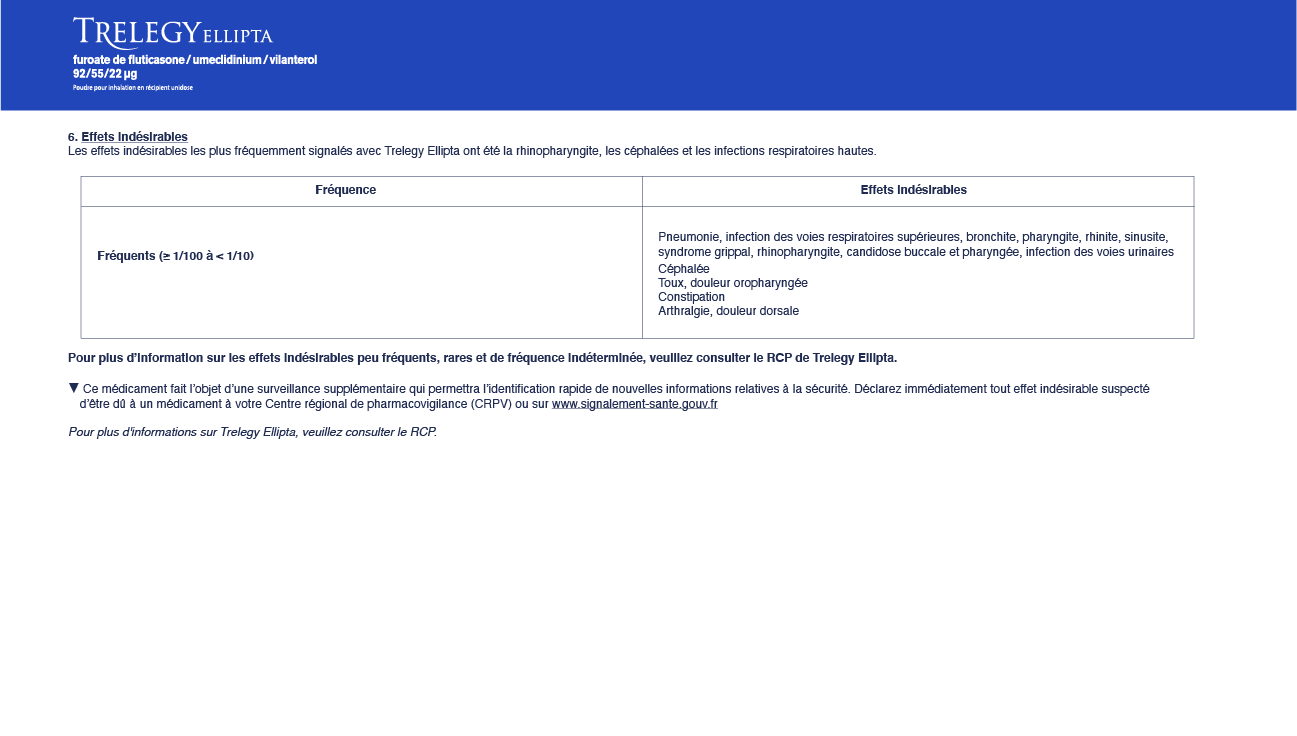 TRELEGY ELLIPTA
furoate de fluticasone/umeclidinium/vilanterol
92/55/22 µg
Poudre pour inhalation en récipient unidose
6. Effets indésirables
Les effets indésirables les plus fréquemment signalés avec Trelegy Ellipta ont été la rhinopharyngite, les céphalées et les infections respiratoires hautes.
Fréquence
Effets indésirables
Fréquents (≥ 1/100 à < 1/10)
Pneumonie, infection des voies respiratoires supérieures, bronchite, pharyngite, rhinite, sinusite,
syndrome grippal, rhinopharyngite, candidose buccale et pharyngée, infection des voies urinaires
Céphalée
Toux, douleur oropharyngée
Constipation
Arthralgie, douleur dorsale
Pour plus d'information sur les effets indésirables peu fréquents, rares et de fréquence indéterminée, veuillez consulter le RCP de Trelegy Ellipta.
▼ Ce médicament fait l'objet d'une surveillance supplémentaire qui permettra l'identification rapide de nouvelles informations relatives à la sécurité. Déclarez immédiatement tout effet indésirable suspecté
d'être dû à un médicament à votre Centre régional de pharmacovigilance (CRPV) ou sur www.signalement-sante.gouv.fr
Pour plus d'informations sur Trelegy Ellipta, veuillez consulter le RCP.